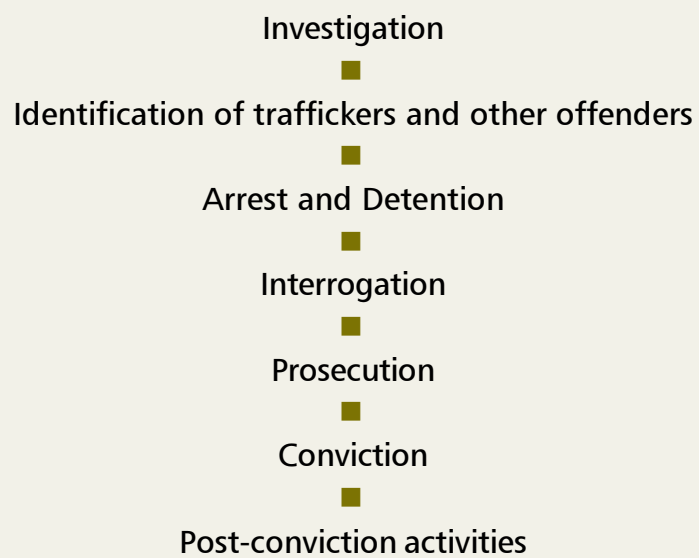 Investigation
Identification of traffickers and other offenders
Arrest and Detention
Interrogation
Prosecution
Conviction
Post-conviction activities